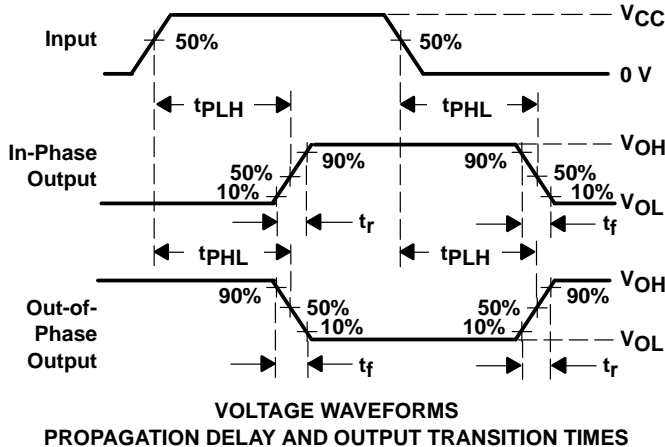 VCC
Input
50%
50%
0 V
tPLH
tPHL
In-Phase
Output
VOH
90%
90%
50%
10%
50%
10%
VOL
tr
tf
tPHL
tPLH
Out-of-
Phase
Output
VOH
90%
90%
50%
10%
50%
10%
VOL
tf
tr
VOLTAGE WAVEFORMS
PROPAGATION DELAY AND OUTPUT TRANSITION TIMES